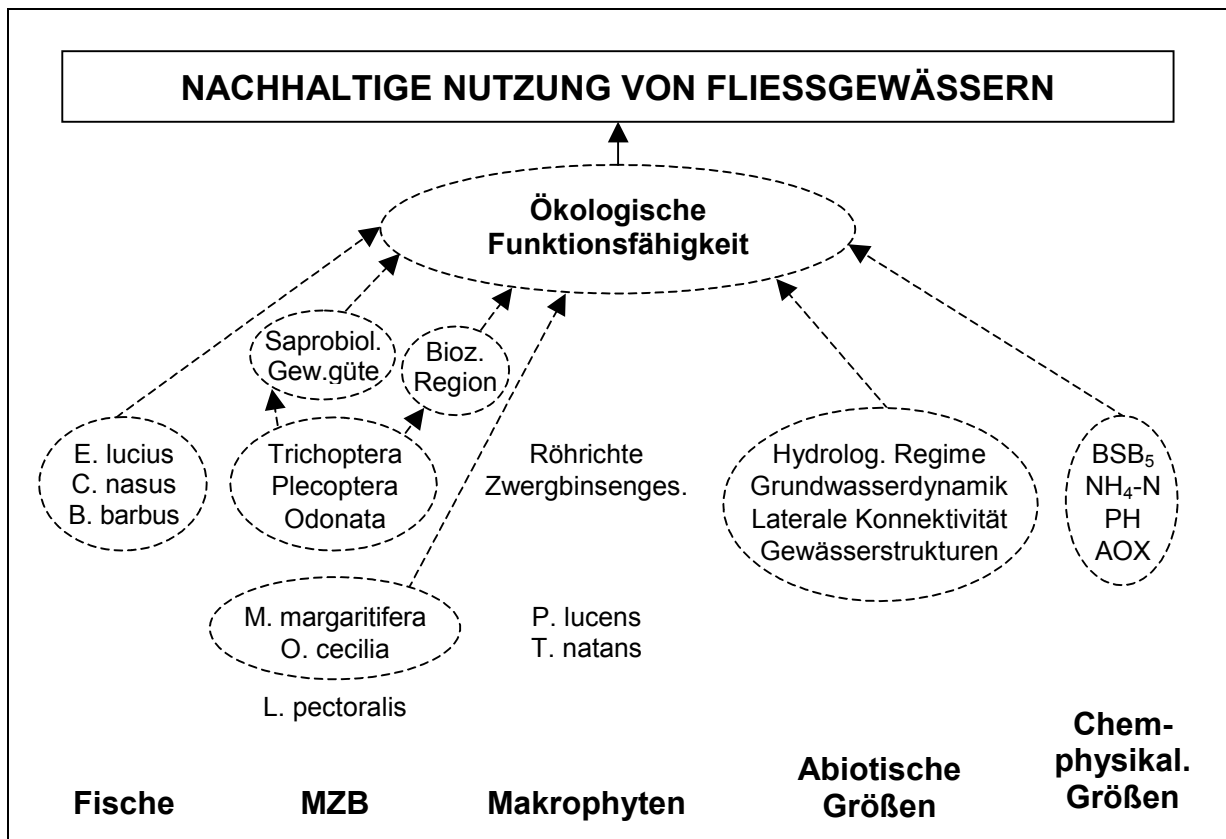 NACHHALTIGE NUTZUNG VON FLIESSGEWÄSSERN
Ökologische
Funktionsfähigkeit
Saprobiol.
Gew.güte
Bioz.
Region
E. lucius
C. nasus
B. barbus
Trichoptera
Plecoptera
Odonata
Röhrichte
Zwergbinsenges.
Hydrolog. Regime
Grundwasserdynamik
Laterale Konnektivität
Gewässerstrukturen
BSB₅
NH₄-N
PH
AOX
M. margaritifera
O. cecilia
P. lucens
T. natans
L. pectoralis
Fische
MZB
Makrophyten
Abiotische
Größen
Chem-
physikal.
Größen